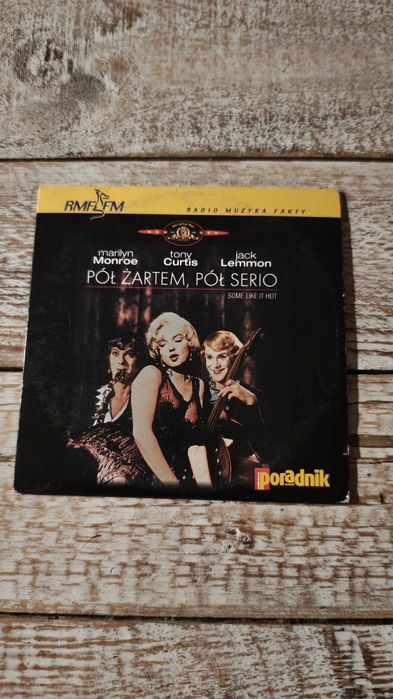 RMF FM
RADIO MUZYKA FAKTY
marilyn Monroe
tony Curtis
jack Lemmon
PÓŁ ŻARTEM, PÓŁ SERIO
SOME LIKE IT HOT
poradnik